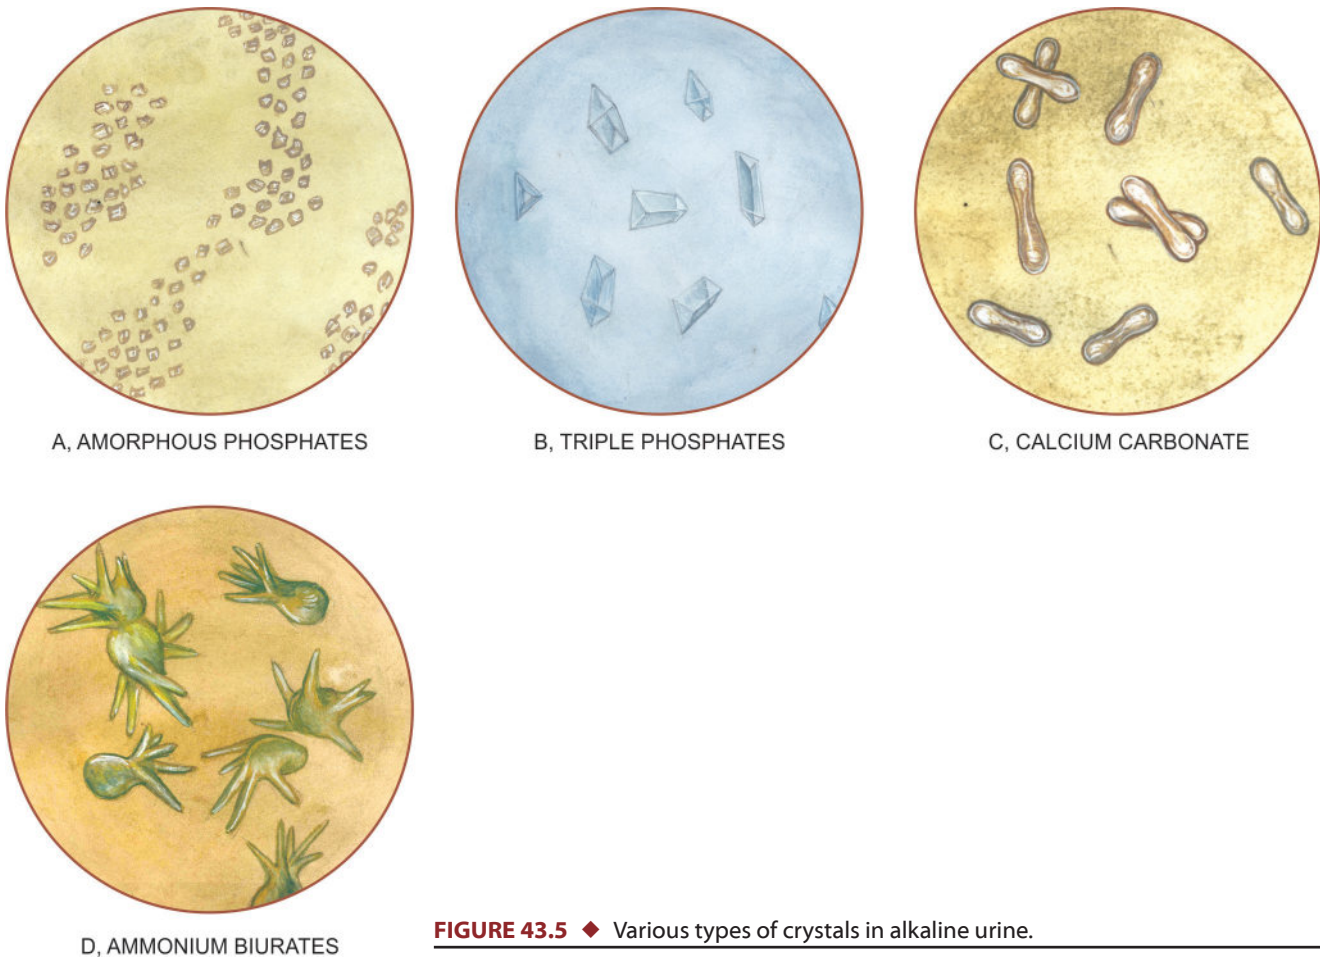 A, AMORPHOUS PHOSPHATES
B, TRIPLE PHOSPHATES
C, CALCIUM CARBONATE
D, AMMONIUM BIURATES
FIGURE 43.5 ◆ Various types of crystals in alkaline urine.